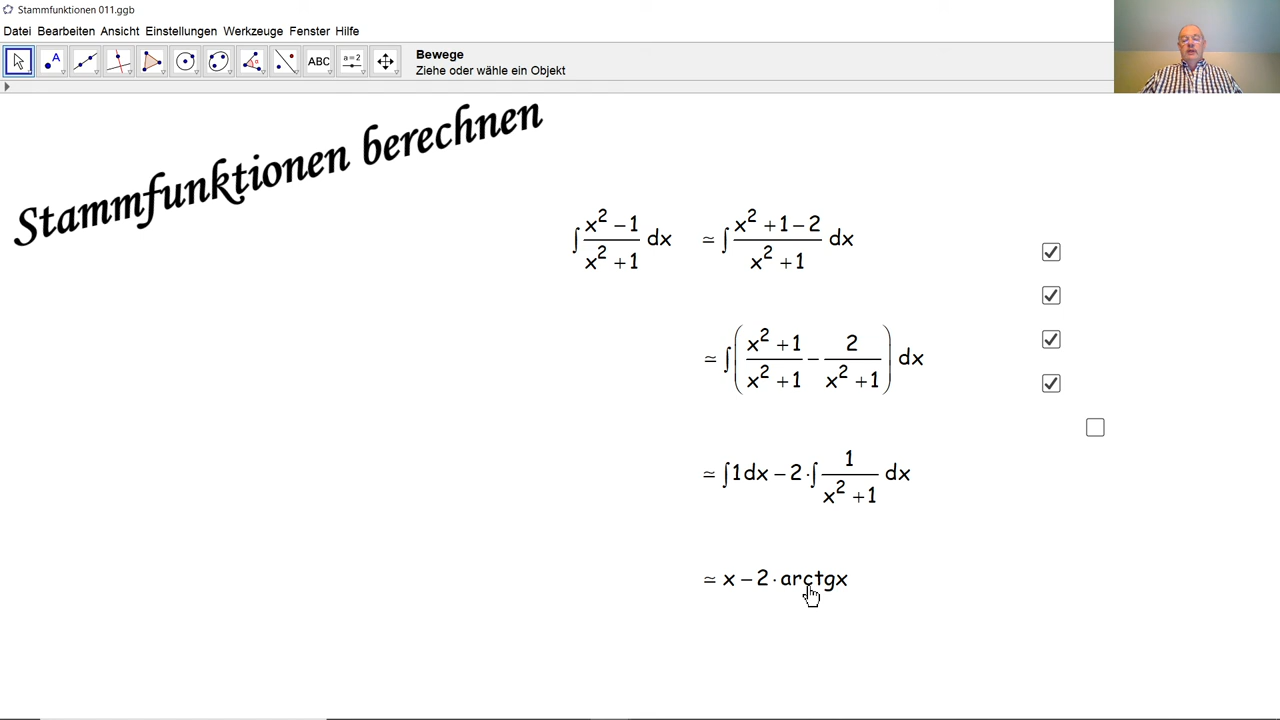 Stammfunktionen 011.ggb
Datei Bearbeiten Ansicht Einstellungen Werkzeuge Fenster Hilfe
A ABC a=2 Bewege
Ziehe oder wähle ein Objekt
Stammfunktionen berechnen
∫ (x² − 1)/(x² + 1) dx ≃ ∫ (x² + 1 − 2)/(x² + 1) dx
≃ ∫ ( (x² + 1)/(x² + 1) − 2/(x² + 1) ) dx
≃ ∫ 1 dx − 2 · ∫ 1/(x² + 1) dx
≃ x − 2 · arctgx